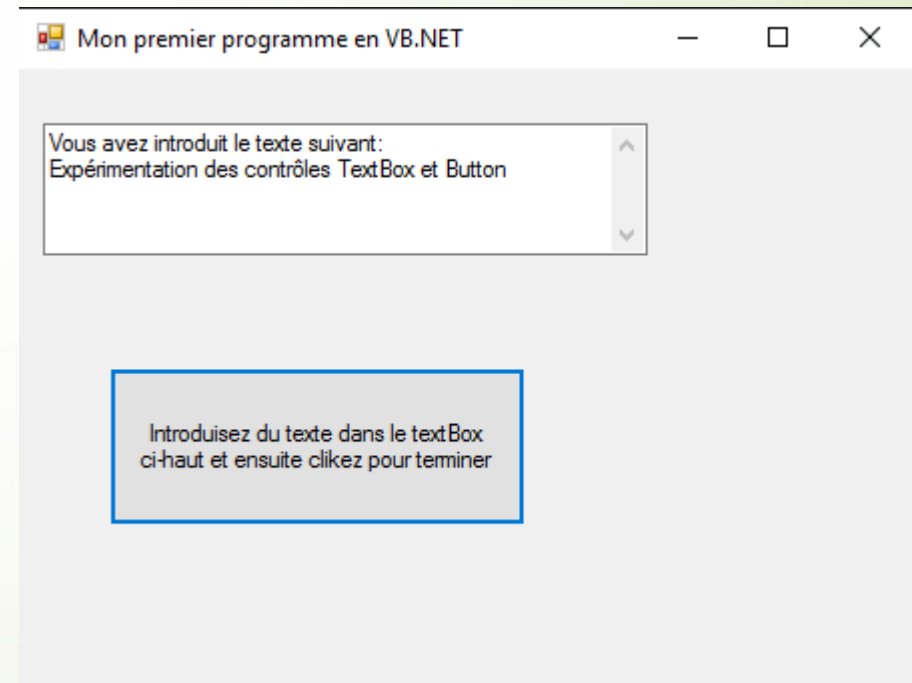 Mon premier programme en VB.NET
Vous avez introduit le texte suivant:
Expérimentation des contrôles TextBox et Button
Introduisez du texte dans le textBox
ci-haut et ensuite clikez pour terminer